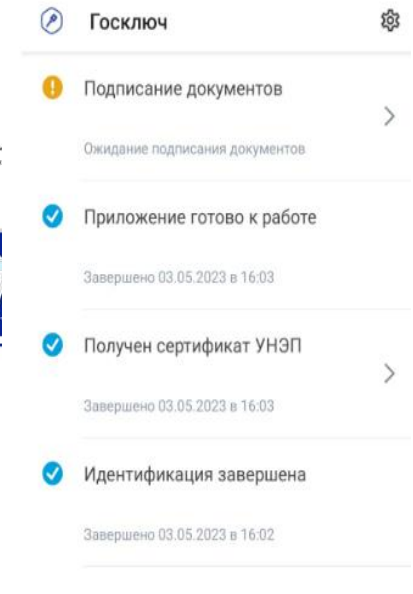 Госключ
Подписание документов
Ожидание подписания документов
Приложение готово к работе
Завершено 03.05.2023 в 16:03
Получен сертификат УНЭП
Завершено 03.05.2023 в 16:03
Идентификация завершена
Завершено 03.05.2023 в 16:02